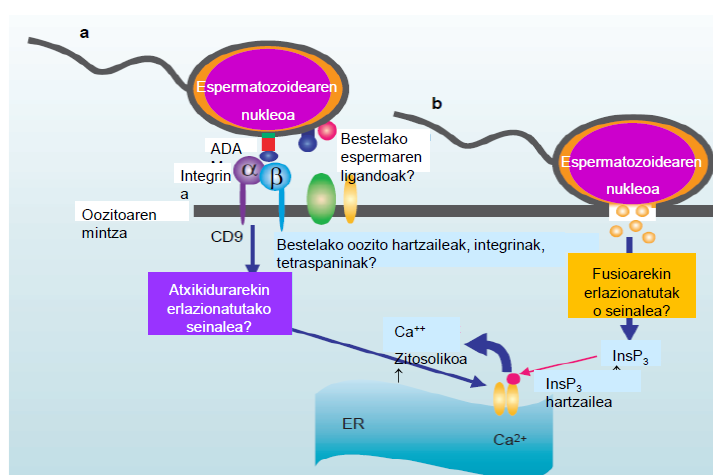 a
Espermatozoidearen
nukleoa
b
ADA
Bestelako
espermaren
ligandoak?
Integrin
a
α
β
Espermatozoidearen
nukleoa
Oozitoaren
mintza
CD9
Bestelako oozito hartzaileak, integrinak,
tetraspaninak?
Atxikidurarekin
erlazionatutako
seinalea?
Fusioarekin
erlazionatutak
o seinalea?
Ca++
Zitosolikoa
↑
InsP3
↑
InsP3
hartzailea
ER
Ca2+